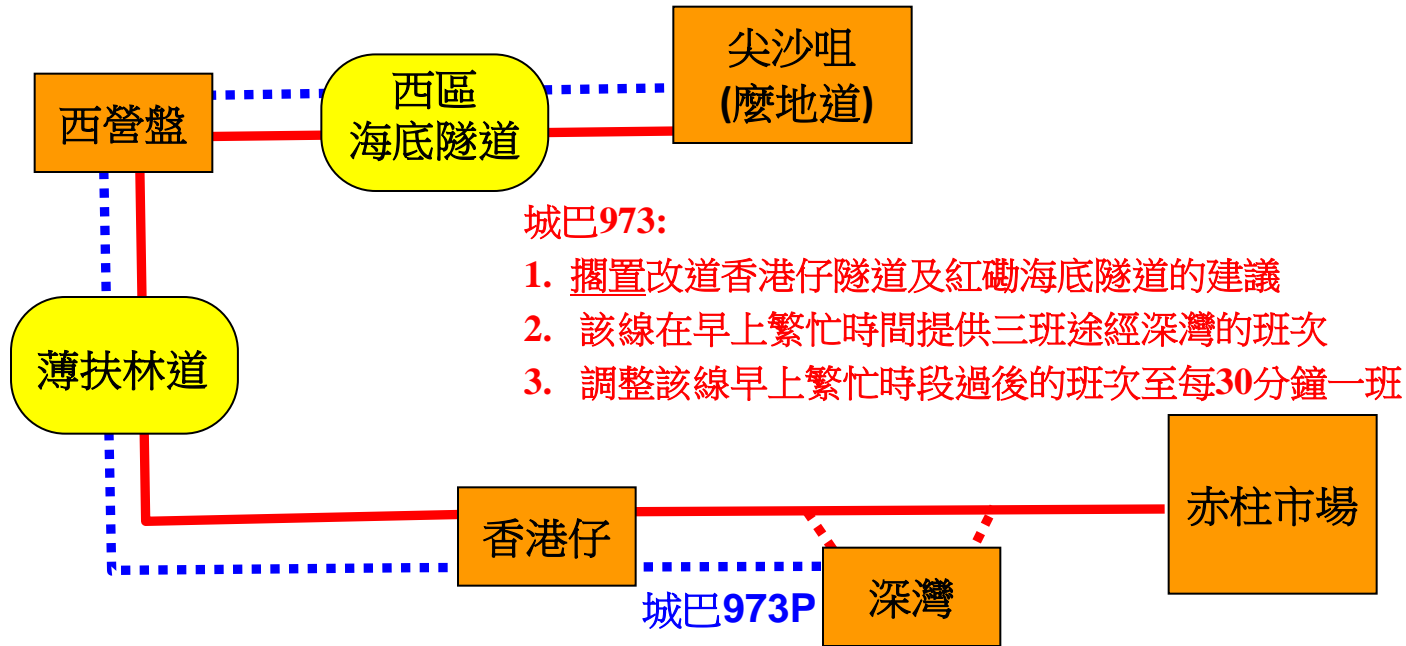 尖沙咀
(麼地道)
西區
海底隧道
西營盤
城巴973:
1. 擱置改道香港仔隧道及紅磡海底隧道的建議
2. 該線在早上繁忙時間提供三班途經深灣的班次
3. 調整該線早上繁忙時段過後的班次至每30分鐘一班
薄扶林道
赤柱市場
香港仔
深灣
城巴973P